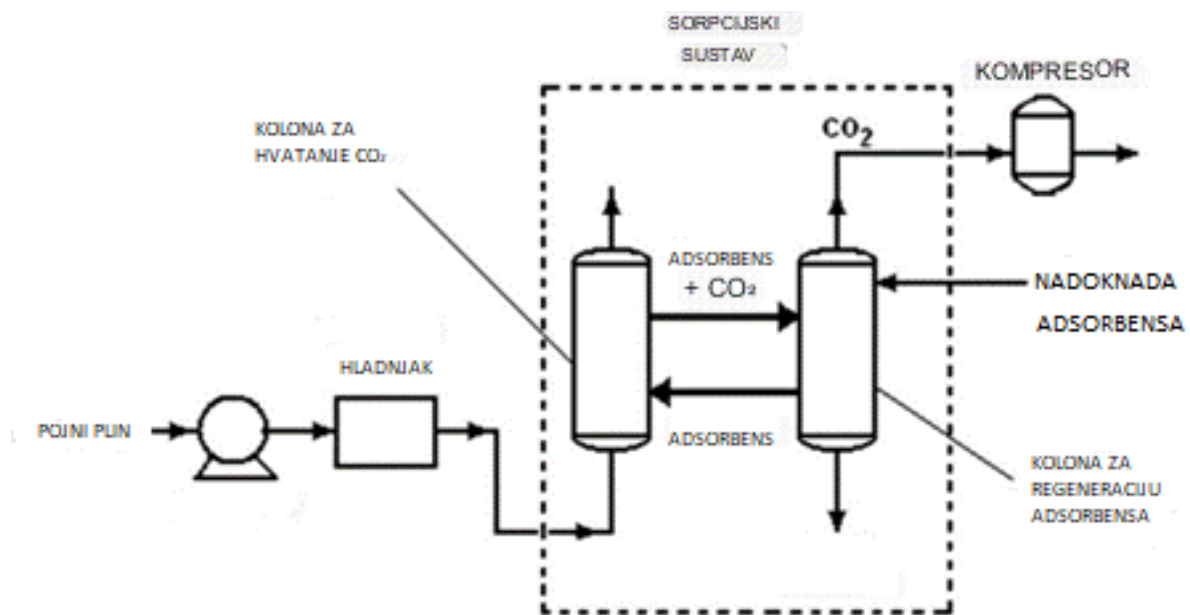 SORPCIJSKI
SUSTAV
KOMPRESOR
KOLONA ZA
HVATANJE CO₂
CO₂
ADSORBENS
+ CO₂
NADOKNADA
ADSORBENSA
HLADNJAK
POJNI PLIN
ADSORBENS
KOLONA ZA
REGENERACIJU
ADSORBENSA